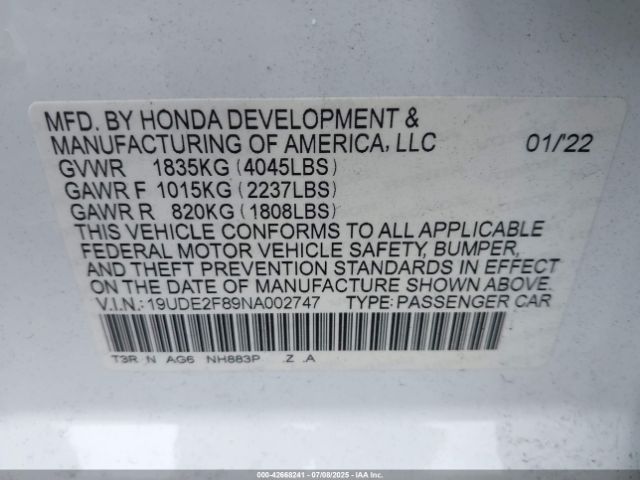 MFD. BY HONDA DEVELOPMENT &
MANUFACTURING OF AMERICA, LLC 01/'22
GVWR 1835KG (4045LBS)
GAWR F 1015KG (2237LBS)
GAWR R 820KG (1808LBS)
THIS VEHICLE CONFORMS TO ALL APPLICABLE
FEDERAL MOTOR VEHICLE SAFETY, BUMPER,
AND THEFT PREVENTION STANDARDS IN EFFECT
ON THE DATE OF MANUFACTURE SHOWN ABOVE.
V.I.N.: 19UDE2F89NA002747 TYPE: PASSENGER CAR
T3R N AG6 NH883P .Z .A
000-42668241 - 07/08/2025 - IAA Inc.